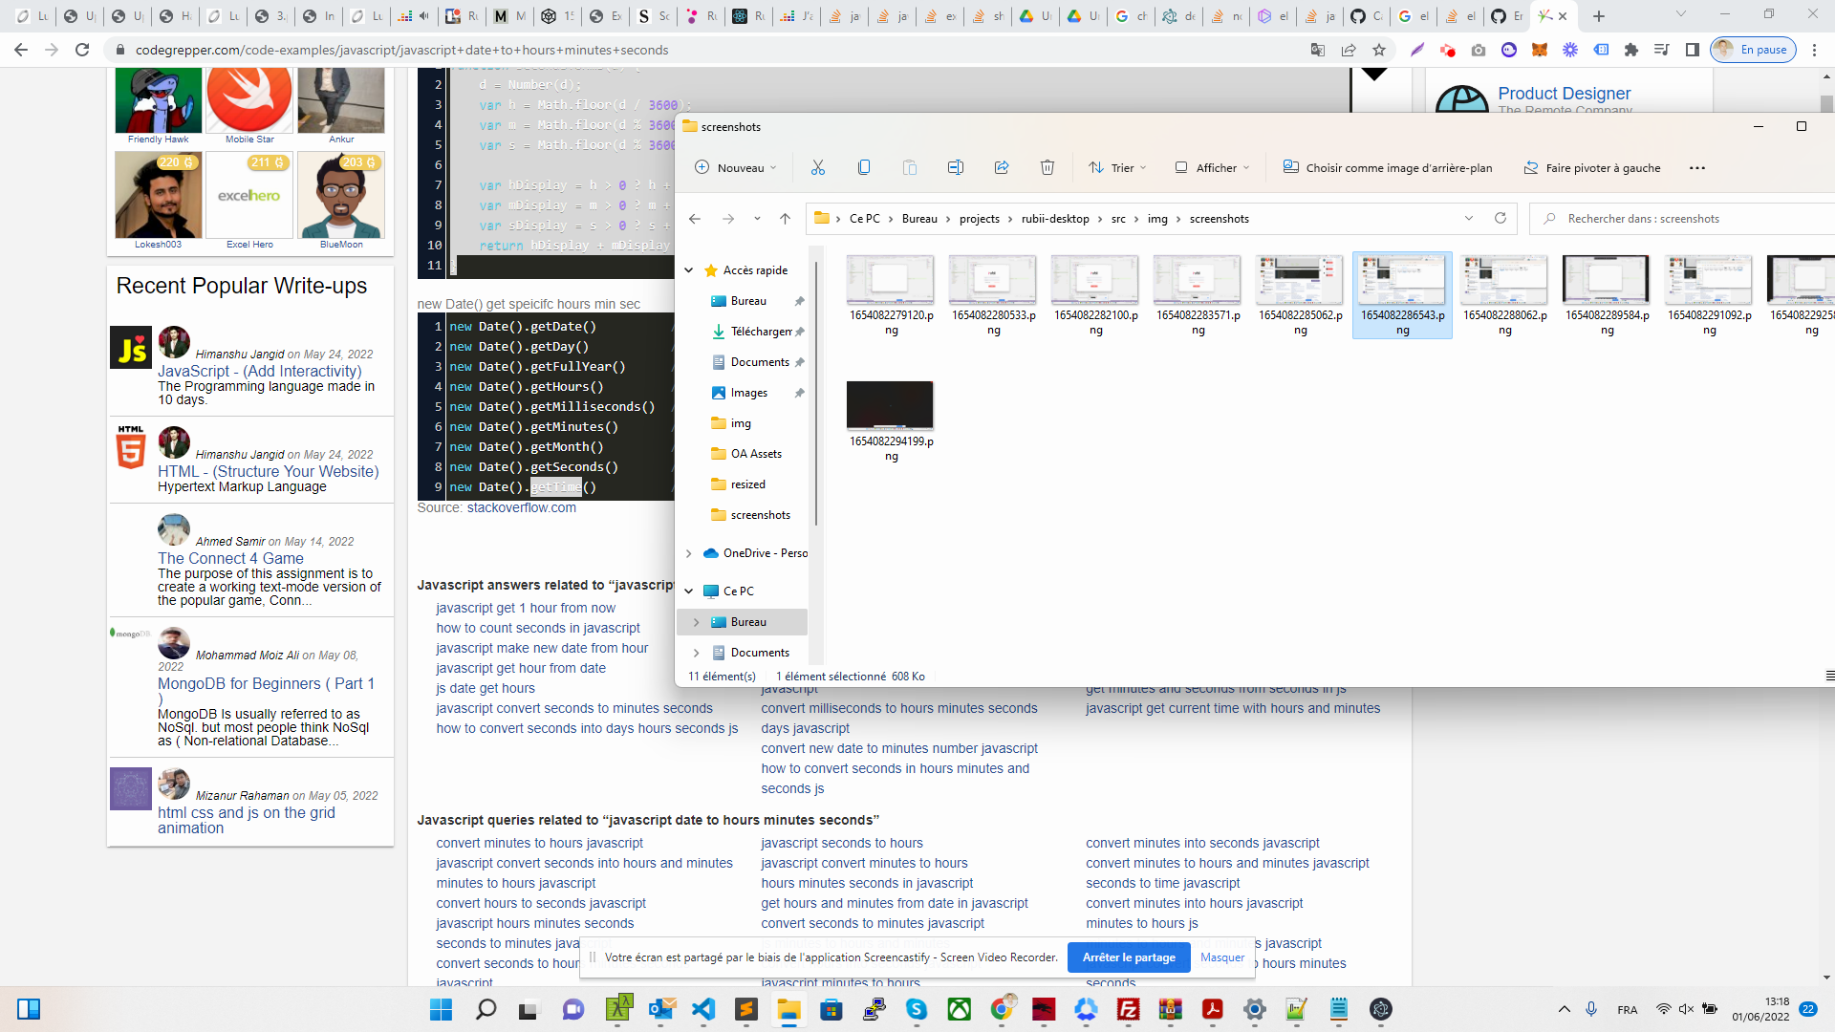 codegrepper.com/code-examples/javascript/javascript+date+to+hours+minutes+seconds
En pause
Friendly Hawk
Mobile Star
Ankur
220
211
203
excelhero
Lokesh003
Excel Hero
BlueMoon
Recent Popular Write-ups
Himanshu Jangid on May 24, 2022
JavaScript - (Add Interactivity)
The Programming language made in
10 days.
Himanshu Jangid on May 24, 2022
HTML - (Structure Your Website)
Hypertext Markup Language
Ahmed Samir on May 14, 2022
The Connect 4 Game
The purpose of this assignment is to
create a working text-mode version of
the popular game, Conn...
mongoDB
Mohammad Moiz Ali on May 08,
2022
MongoDB for Beginners ( Part 1
)
MongoDB Is usually referred to as
NoSql. but most people think NoSql
as ( Non-relational Database...
Mizanur Rahaman on May 05, 2022
html css and js on the grid
animation
2 d = Number(d);
3 var h = Math.floor(d / 3600);
4 var m = Math.floor(d % 3600
5 var s = Math.floor(d % 3600
6
7 var hDisplay = h > 0 ? h +
8 var mDisplay = m > 0 ? m +
9 var sDisplay = s > 0 ? s +
10 return hDisplay + mDisplay
11 }
new Date() get speicifc hours min sec
1 new Date().getDate()
2 new Date().getDay()
3 new Date().getFullYear()
4 new Date().getHours()
5 new Date().getMilliseconds()
6 new Date().getMinutes()
7 new Date().getMonth()
8 new Date().getSeconds()
9 new Date().getTime()
Source: stackoverflow.com
Product Designer
The Remote Company
screenshots
Nouveau
Trier
Afficher
Choisir comme image d'arrière-plan
Faire pivoter à gauche
Ce PC > Bureau > projects > rubii-desktop > src > img > screenshots
Rechercher dans : screenshots
Accès rapide
Bureau
Téléchargem
Documents
Images
img
OA Assets
resized
screenshots
OneDrive - Perso
Ce PC
Bureau
Documents
1654082279120.png
1654082280533.png
1654082282100.png
1654082283571.png
1654082285062.png
1654082286543.png
1654082288062.png
1654082289584.png
1654082291092.png
165408229258
ng
1654082294199.png
11 élément(s)
1 élément sélectionné 608 Ko
Javascript answers related to “javascript
javascript get 1 hour from now
how to count seconds in javascript
javascript make new date from hour
javascript get hour from date
js date get hours
javascript convert seconds to minutes seconds
how to convert seconds into days hours seconds js
javascript
convert milliseconds to hours minutes seconds
days javascript
convert new date to minutes number javascript
how to convert seconds in hours minutes and
seconds js
get minutes and seconds from seconds in js
javascript get current time with hours and minutes
Javascript queries related to “javascript date to hours minutes seconds”
convert minutes to hours javascript
javascript convert seconds into hours and minutes
minutes to hours javascript
convert hours to seconds javascript
javascript hours minutes seconds
seconds to minutes java
convert seconds to hour
javascript
javascript seconds to hours
javascript convert minutes to hours
hours minutes seconds in javascript
get hours and minutes from date in javascript
convert seconds to minutes javascript
javascript minutes to hours
convert minutes into seconds javascript
convert minutes to hours and minutes javascript
seconds to time javascript
convert minutes into hours javascript
minutes to hours js
javascript
hours minutes
seconds
Votre écran est partagé par le biais de l'application Screencastify - Screen Video Recorder.
Arrêter le partage
Masquer
FRA
13:18
01/06/2022
22